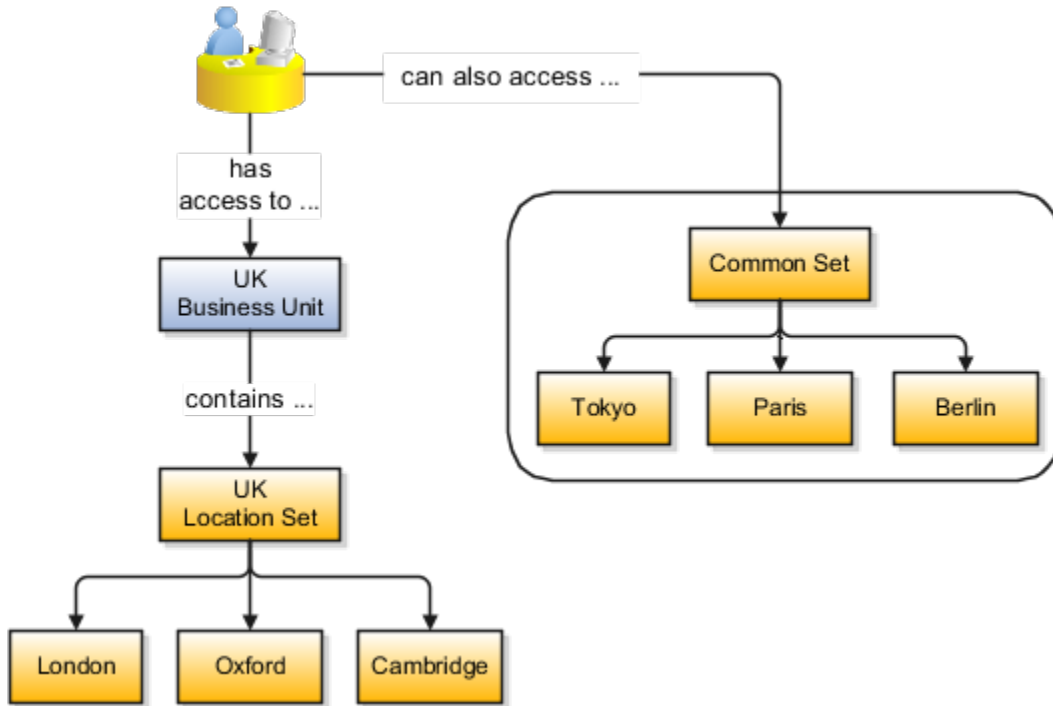 can also access ...
has
access to ...
UK
Business Unit
Common Set
Tokyo
Paris
Berlin
contains ...
UK
Location Set
London
Oxford
Cambridge